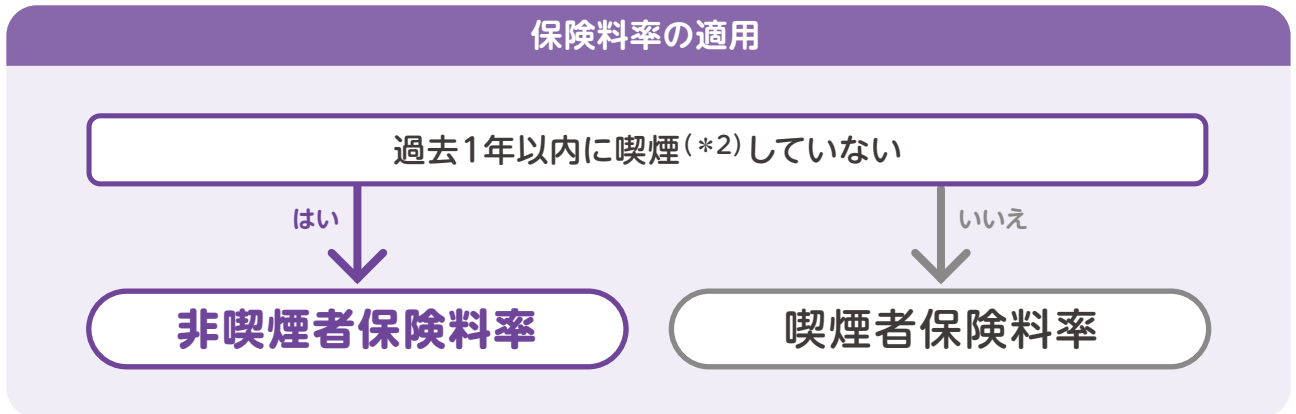 保険料率の適用
過去1年以内に喫煙(*2)していない
はい
いいえ
非喫煙者保険料率
喫煙者保険料率